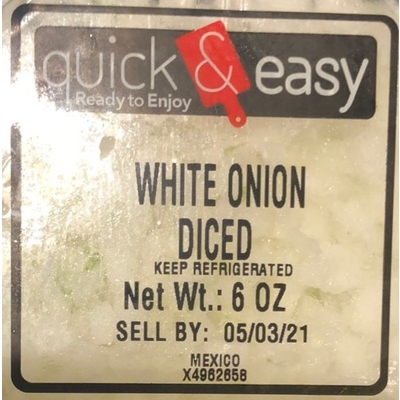 quick & easy
Ready to Enjoy
WHITE ONION
DICED
KEEP REFRIGERATED
Net Wt.: 6 OZ
SELL BY: 05/03/21
MEXICO
X4962658